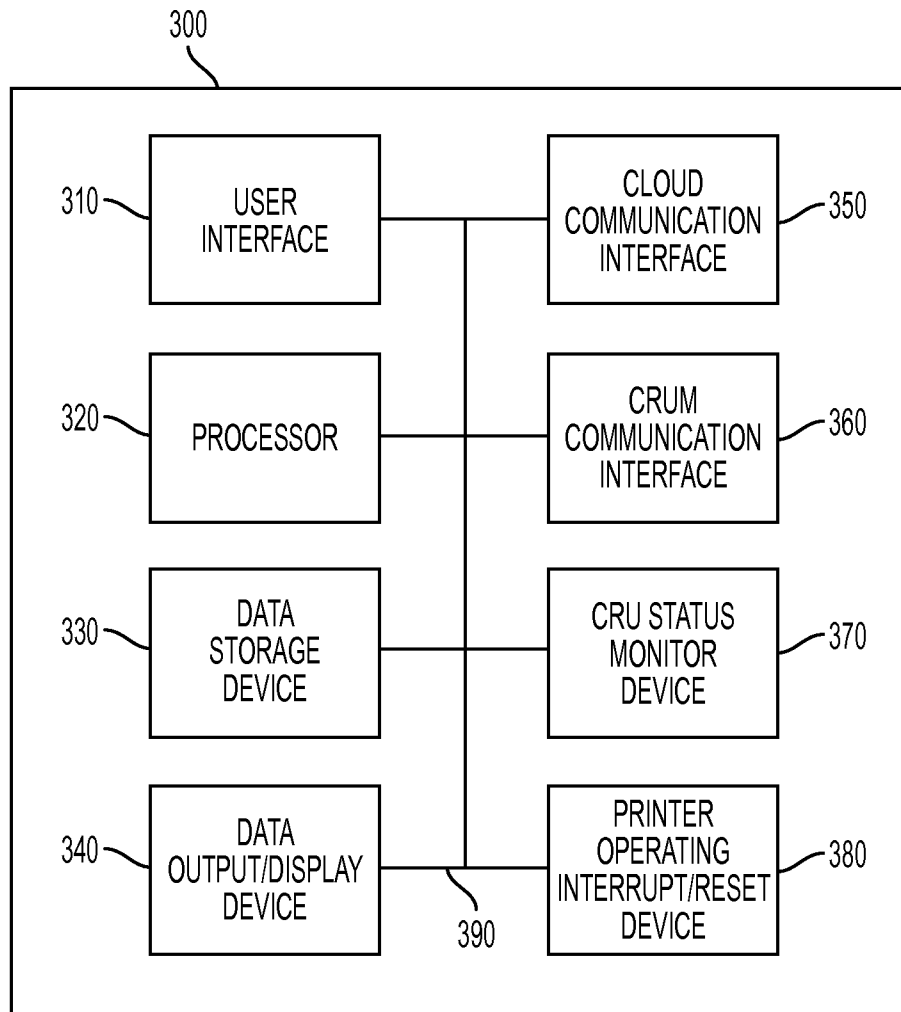 300
310
USER
INTERFACE
CLOUD
COMMUNICATION
INTERFACE
350
320
PROCESSOR
CRUM
COMMUNICATION
INTERFACE
360
330
DATA
STORAGE
DEVICE
CRU STATUS
MONITOR
DEVICE
370
340
DATA
OUTPUT/DISPLAY
DEVICE
390
PRINTER
OPERATING
INTERRUPT/RESET
DEVICE
380